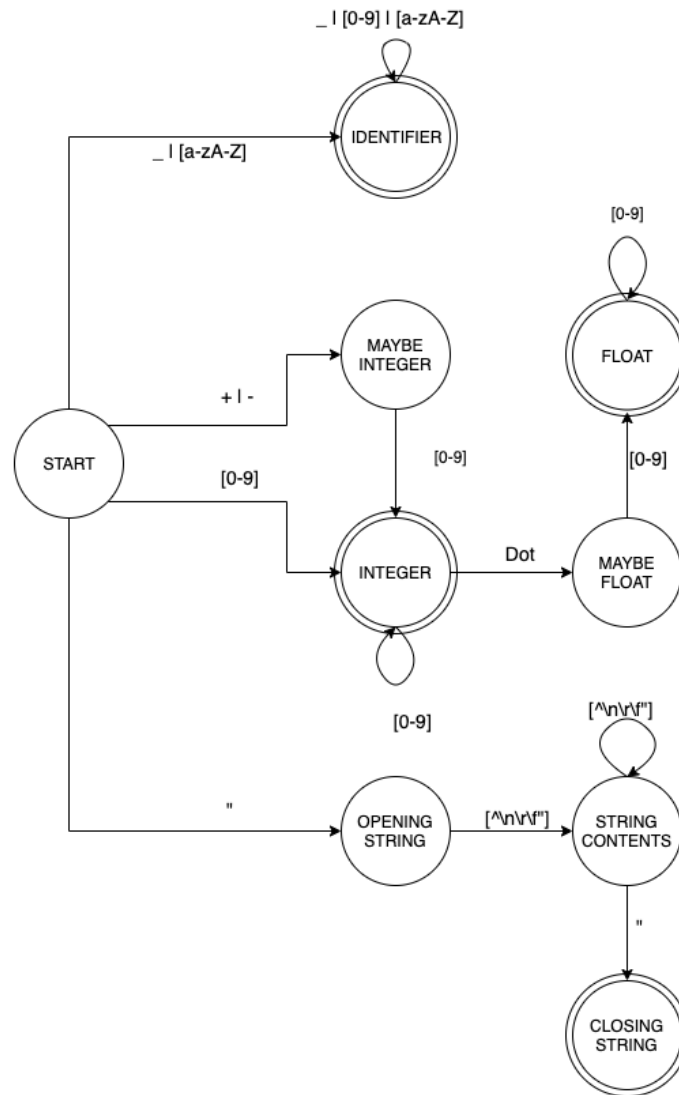 _ | [0-9] | [a-zA-Z]
IDENTIFIER
_ | [a-zA-Z]
[0-9]
MAYBE
INTEGER
FLOAT
+ | -
START
[0-9]
[0-9]
[0-9]
INTEGER
Dot
MAYBE
FLOAT
[0-9]
[^\n\r\f"]
"
OPENING
STRING
[^\n\r\f"]
STRING
CONTENTS
"
CLOSING
STRING